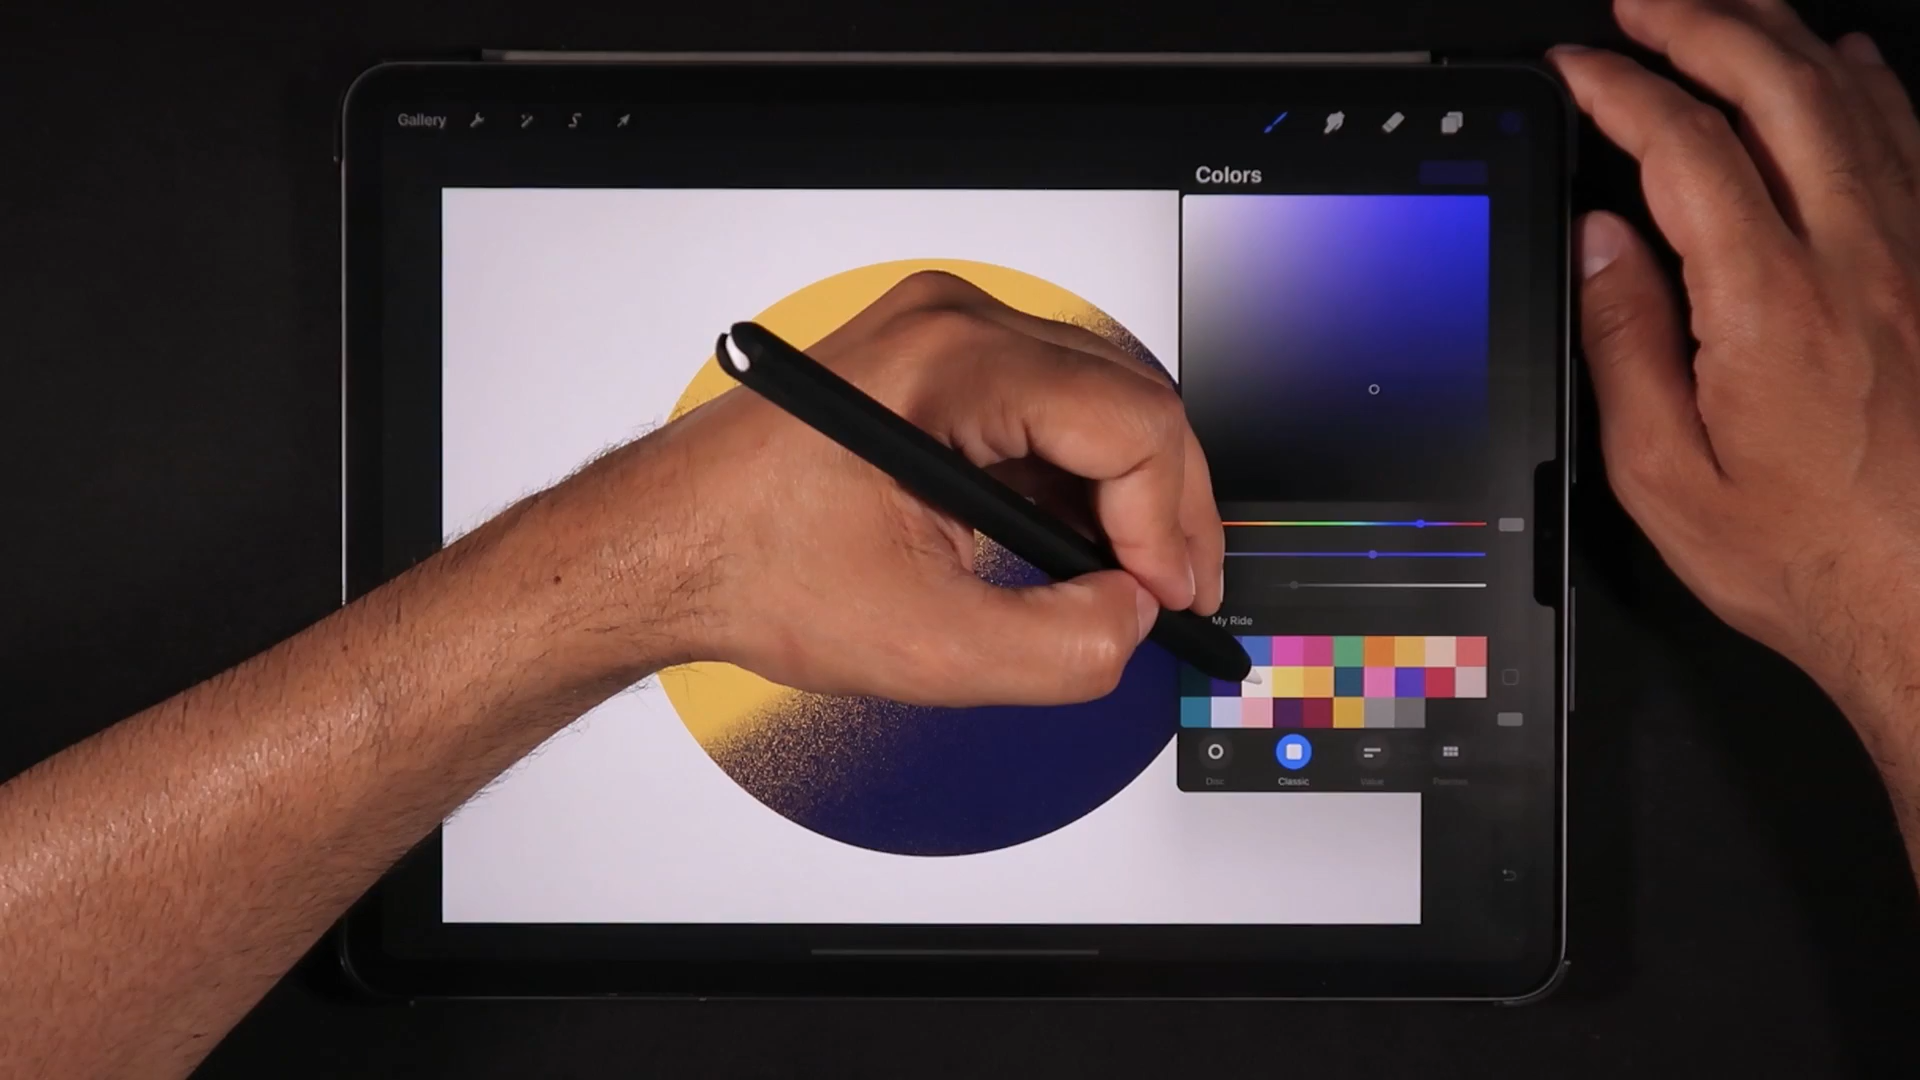 Gallery
Colors
My Ride
Disc
Classic
Value
Palettes